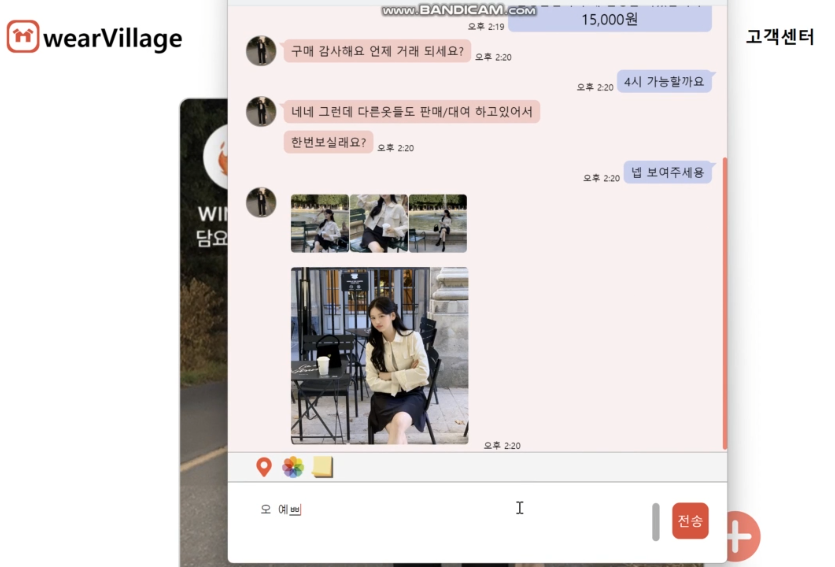 www.BANDICAM.com
wearVillage
고객센터
오후 2:19
15,000원
구매 감사해요 언제 거래 되세요?
오후 2:20
4시 가능할까요
오후 2:20
네네 그런데 다른옷들도 판매/대여 하고있어서
한번보실래요?
오후 2:20
넵 보여주세용
오후 2:20
WI
담요
오후 2:20
오 예쁘
전송